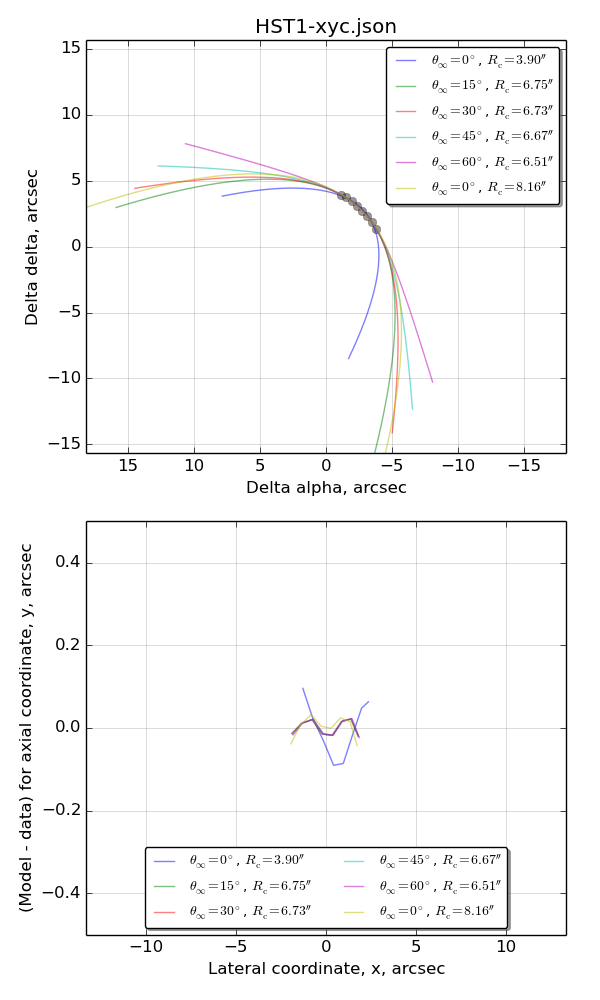 HST1-xyc.json
θ∞ = 0°, Rc = 3.90″
θ∞ = 15°, Rc = 6.75″
θ∞ = 30°, Rc = 6.73″
θ∞ = 45°, Rc = 6.67″
θ∞ = 60°, Rc = 6.51″
θ∞ = 0°, Rc = 8.16″
15
10
5
0
−5
−10
−15
Delta delta, arcsec
15 10 5 0 −5 −10 −15
Delta alpha, arcsec
0.4
0.2
0.0
−0.2
−0.4
(Model - data) for axial coordinate, y, arcsec
θ∞ = 0°, Rc = 3.90″ θ∞ = 45°, Rc = 6.67″
θ∞ = 15°, Rc = 6.75″ θ∞ = 60°, Rc = 6.51″
θ∞ = 30°, Rc = 6.73″ θ∞ = 0°, Rc = 8.16″
−10 −5 0 5 10
Lateral coordinate, x, arcsec